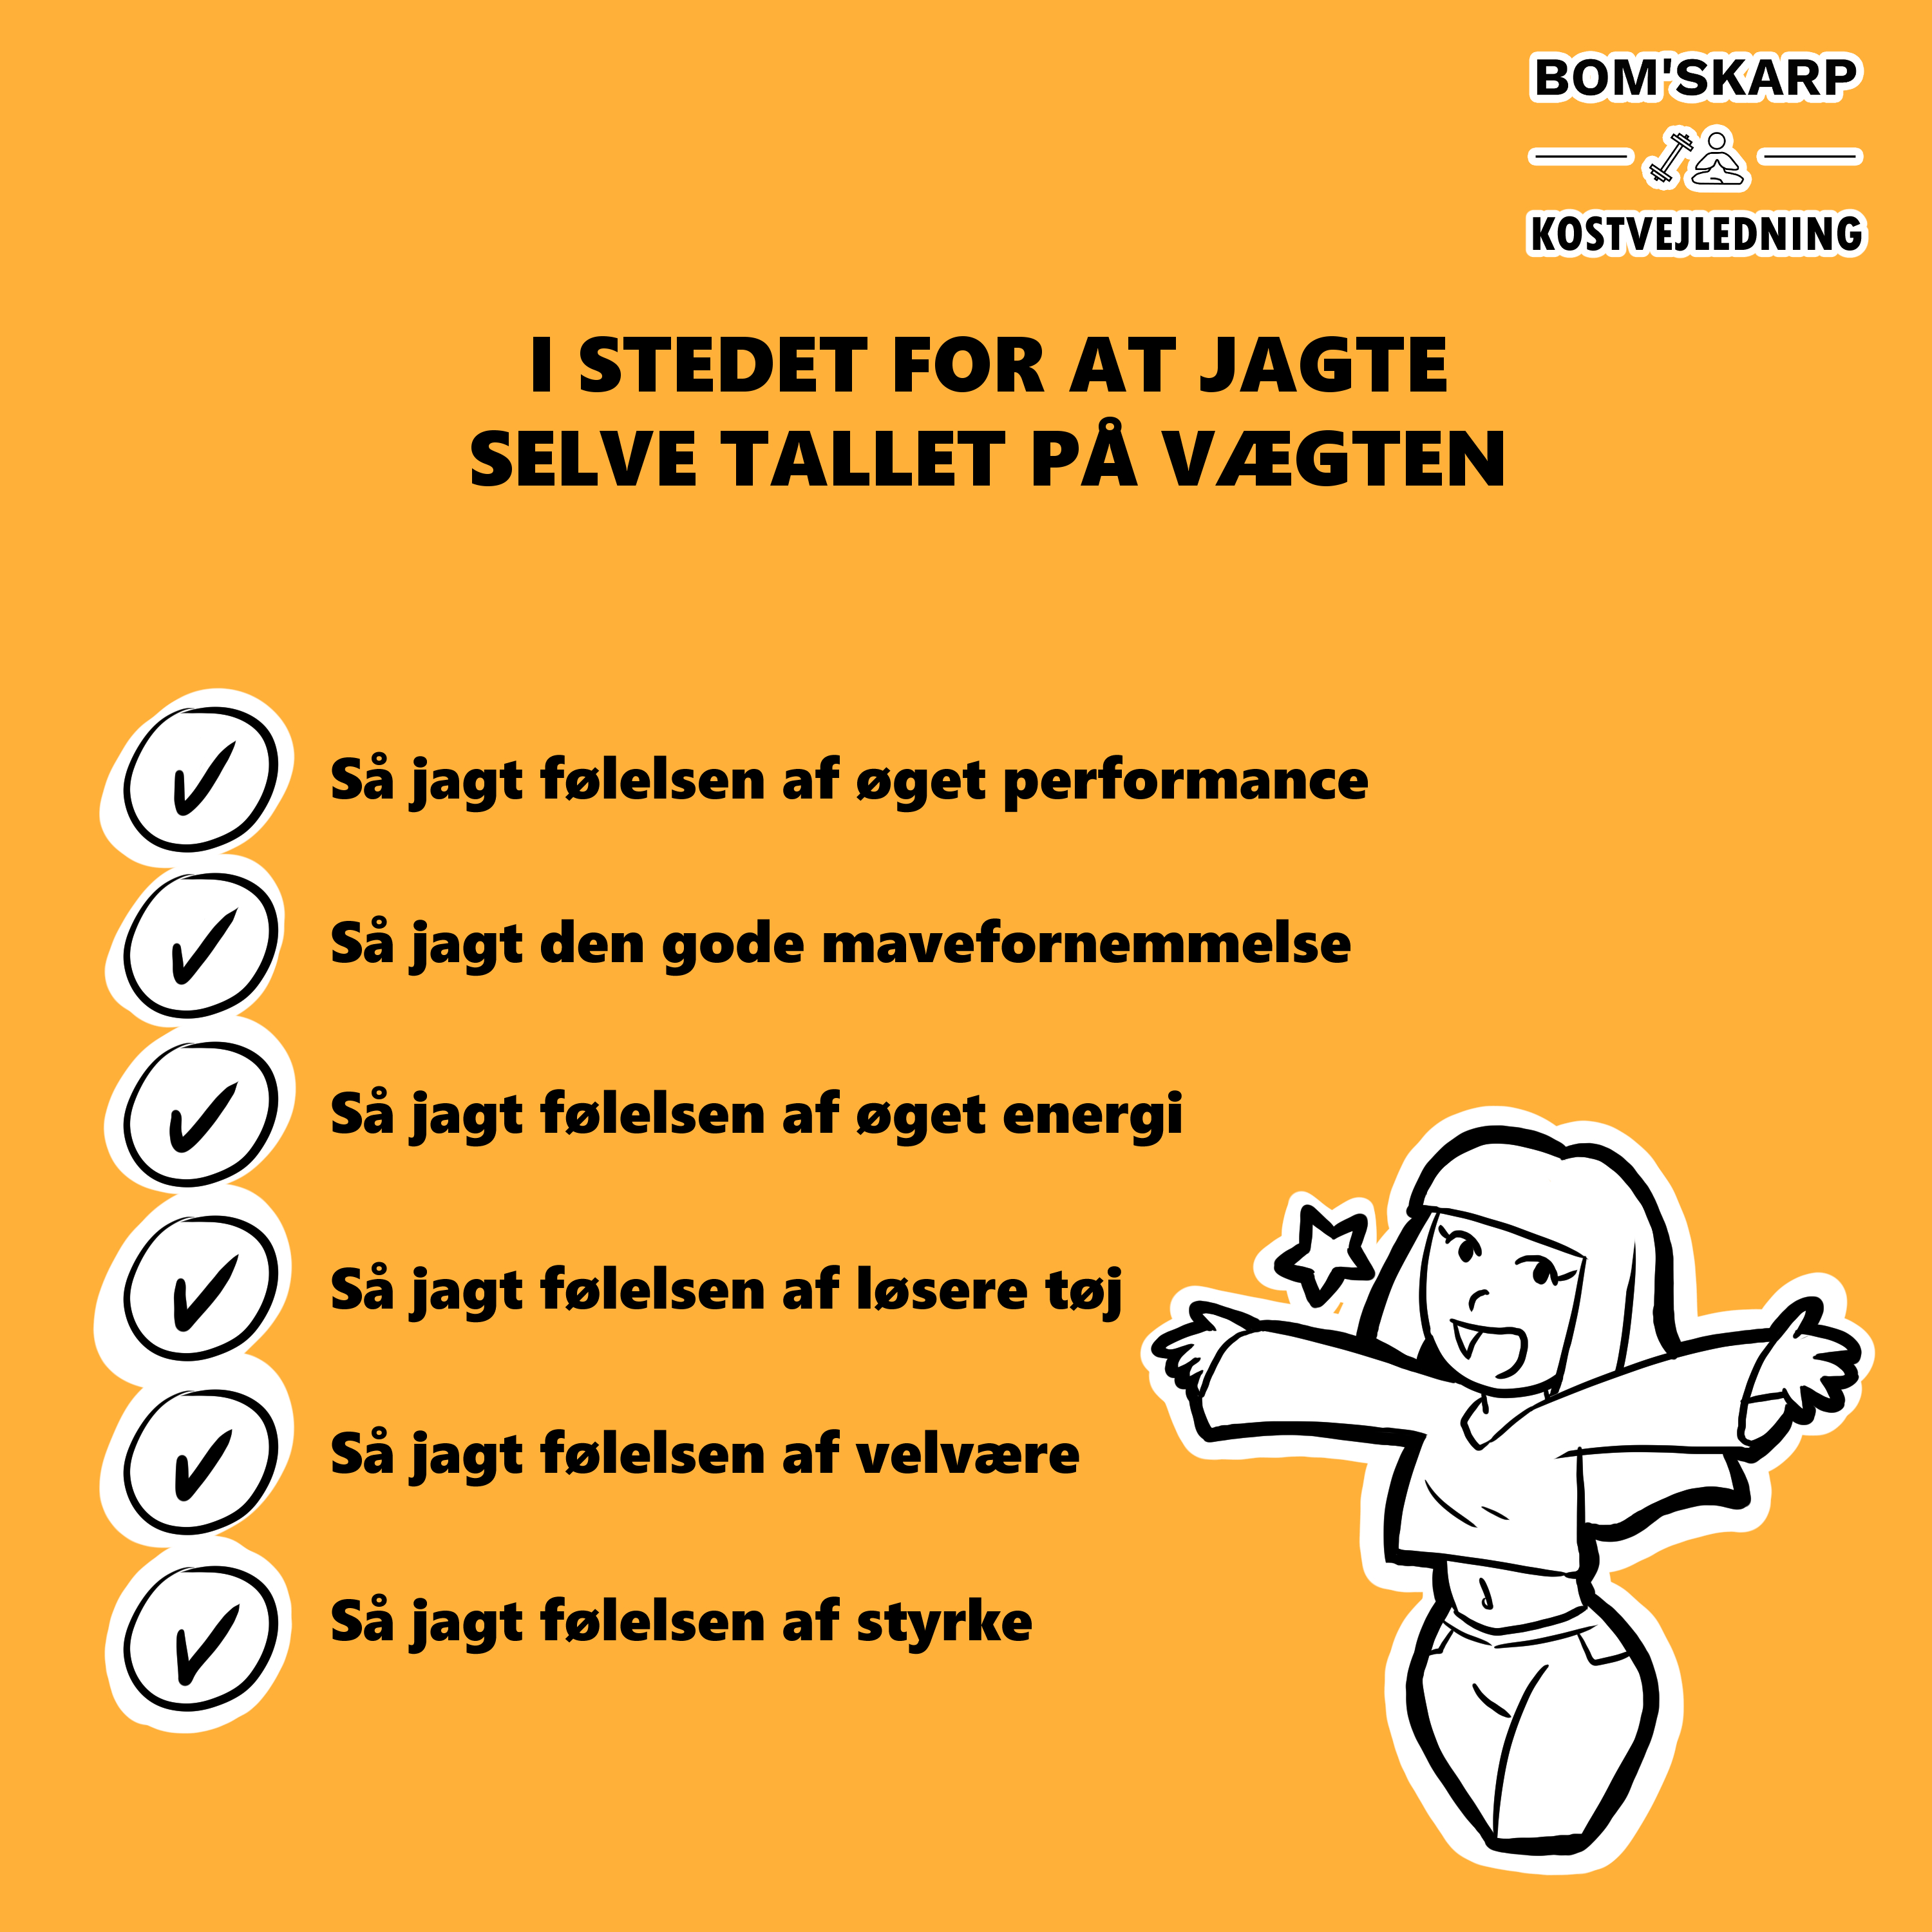 BOM'SKARP
KOSTVEJLEDNING
I STEDET FOR AT JAGTE
SELVE TALLET PÅ VÆGTEN
Så jagt følelsen af øget performance
Så jagt den gode mavefornemmelse
Så jagt følelsen af øget energi
Så jagt følelsen af løsere tøj
Så jagt følelsen af velvære
Så jagt følelsen af styrke